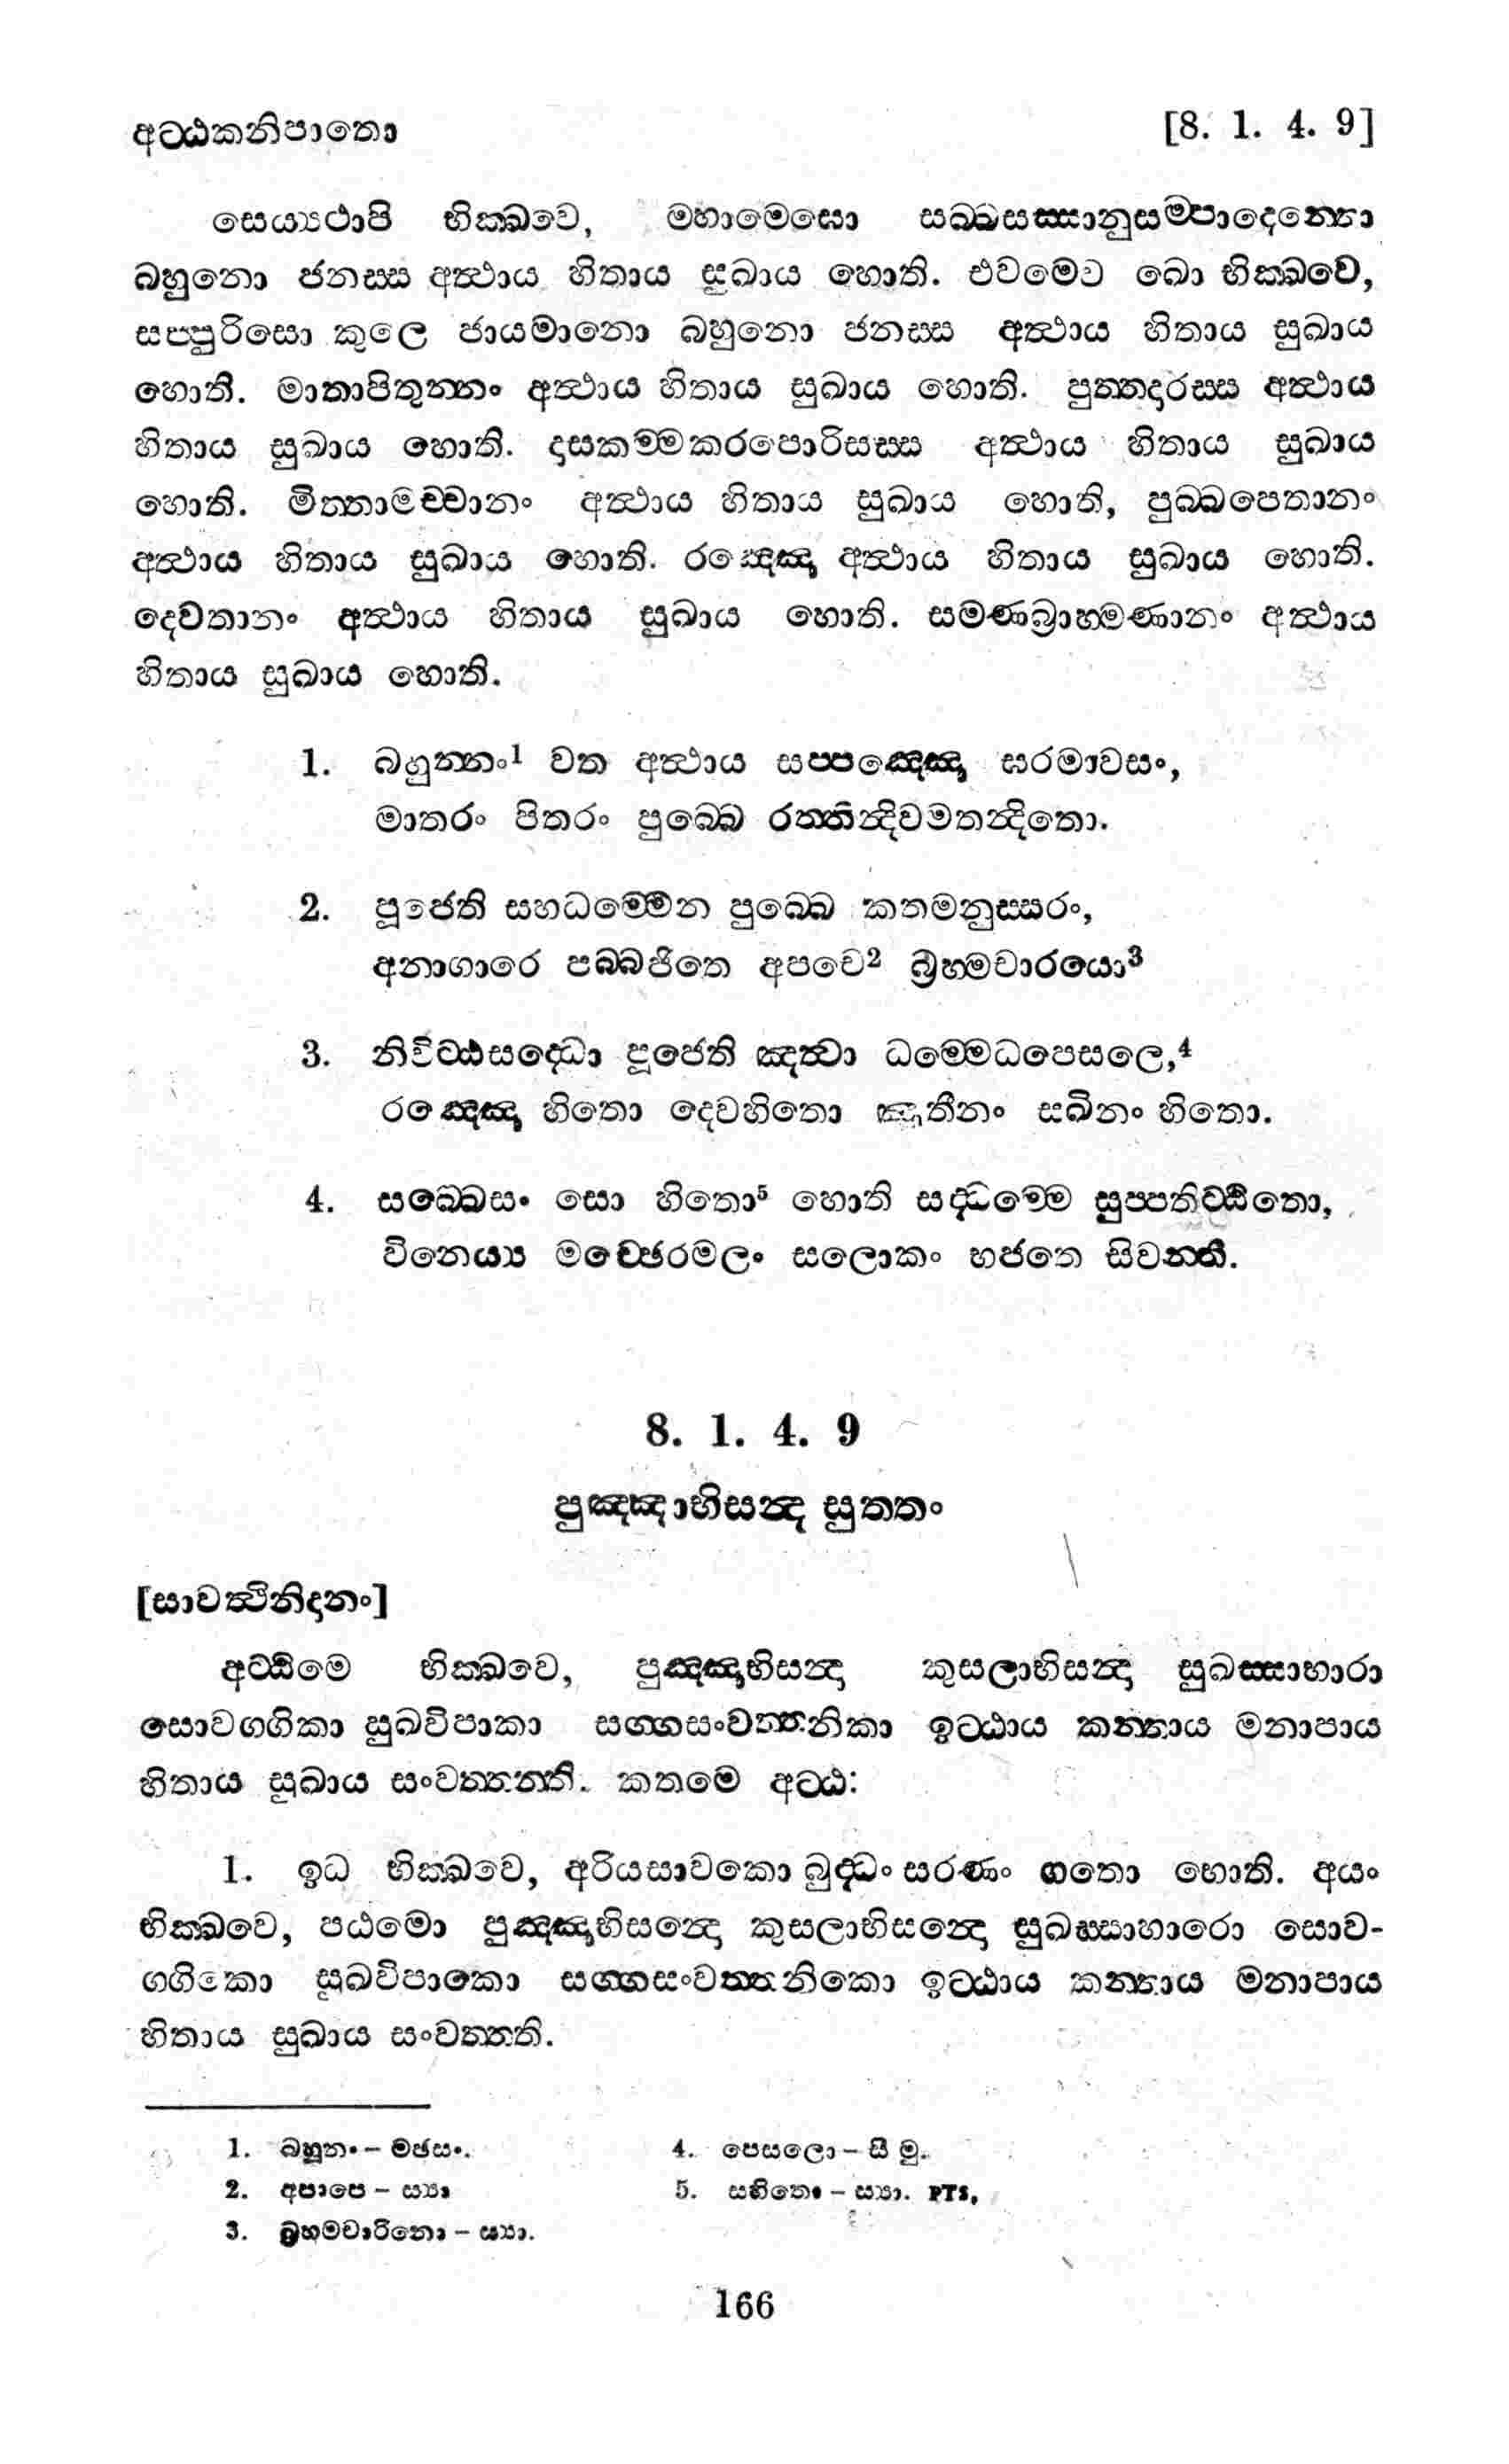 අට්ඨකනිපාතො [8. 1. 4. 9]
සෙය්‍යථාපි භික්ඛවෙ, මහාමෙඝො සබ්බසස්සානුසම්පාදෙන්තො
බහුනො ජනස්ස අත්ථාය හිතාය සුඛාය හොති. එවමෙව ඛො භික්ඛවෙ,
සප්පුරිසො කුලෙ ජායමානො බහුනො ජනස්ස අත්ථාය හිතාය සුඛාය
හොති. මාතාපිතුන්නං අත්ථාය හිතාය සුඛාය හොති. පුත්තදාරස්ස අත්ථාය
හිතාය සුඛාය හොති. දාසකම්මකරපොරිසස්ස අත්ථාය හිතාය සුඛාය
හොති. මිත්තාමච්චානං අත්ථාය හිතාය සුඛාය හොති, පුබ්බපෙතානං
අත්ථාය හිතාය සුඛාය හොති. රඤ්ඤො අත්ථාය හිතාය සුඛාය හොති.
දෙවතානං අත්ථාය හිතාය සුඛාය හොති. සමණබ්‍රාහ්මණානං අත්ථාය
හිතාය සුඛාය හොති.
1. බහුන්නං1 වත අත්ථාය සප්පඤ්ඤො ඝරමාවසං,
මාතරං පිතරං පුබ්බෙ රත්තින්දිවමතන්දිතො.
2. පූජෙති සහධම්මෙන පුබ්බෙ කතමනුස්සරං,
අනාගාරෙ පබ්බජිතෙ අපචෙ2 බ්‍රහ්මචාරයො3
3. නිවිට්ඨසද්ධො පූජෙති ඤත්වා ධම්මෙධපෙසලෙ,4
රඤ්ඤො හිතො දෙවහිතො ඤාතීනං සඛිනං හිතො.
4. සබ්බෙසං සො හිතො5 හොති සද්ධම්මෙ සුප්පතිට්ඨිතො,
විනෙය්‍ය මච්ඡෙරමලං සලොකං භජතෙ සිවන්ති.
8. 1. 4. 9
පුඤ්ඤාභිසන්ද සුත්තං
[සාවත්ථිනිදානං]
අට්ඨිමෙ භික්ඛවෙ, පුඤ්ඤාභිසන්දා කුසලාභිසන්දා සුඛස්සාහාරා
සොවග්ගිකා සුඛවිපාකා සග්ගසංවත්තනිකා ඉට්ඨාය කන්තාය මනාපාය
හිතාය සුඛාය සංවත්තන්ති. කතමෙ අට්ඨ:
1. ඉධ භික්ඛවෙ, අරියසාවකො බුද්ධං සරණං ගතො හොති. අයං
භික්ඛවෙ, පඨමො පුඤ්ඤාභිසන්දො කුසලාභිසන්දො සුඛස්සාහාරො සොව-
ග්ගිකො සුඛවිපාකො සග්ගසංවත්තනිකො ඉට්ඨාය කන්තාය මනාපාය
හිතාය සුඛාය සංවත්තති.
1. බහූනං – මඡසං.
2. අපාපෙ – ස්‍යා
3. බ්‍රහ්මචාරිනො – ස්‍යා.
4. පෙසලො – සී මු.
5. සහිතො – ස්‍යා. PTS,
166